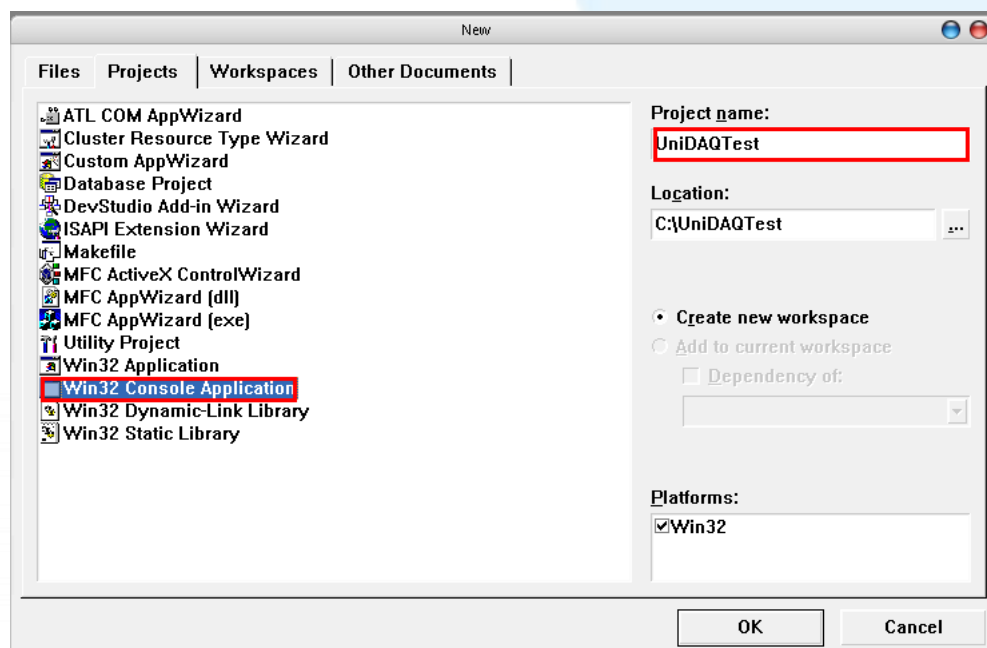 New
Files Projects Workspaces Other Documents
ATL COM AppWizard
Cluster Resource Type Wizard
Custom AppWizard
Database Project
DevStudio Add-in Wizard
ISAPI Extension Wizard
Makefile
MFC ActiveX ControlWizard
MFC AppWizard (dll)
MFC AppWizard (exe)
Utility Project
Win32 Application
Win32 Console Application
Win32 Dynamic-Link Library
Win32 Static Library
Project name:
UniDAQTest
Location:
C:\UniDAQTest
...
Create new workspace
Add to current workspace
Dependency of:
Platforms:
Win32
OK Cancel